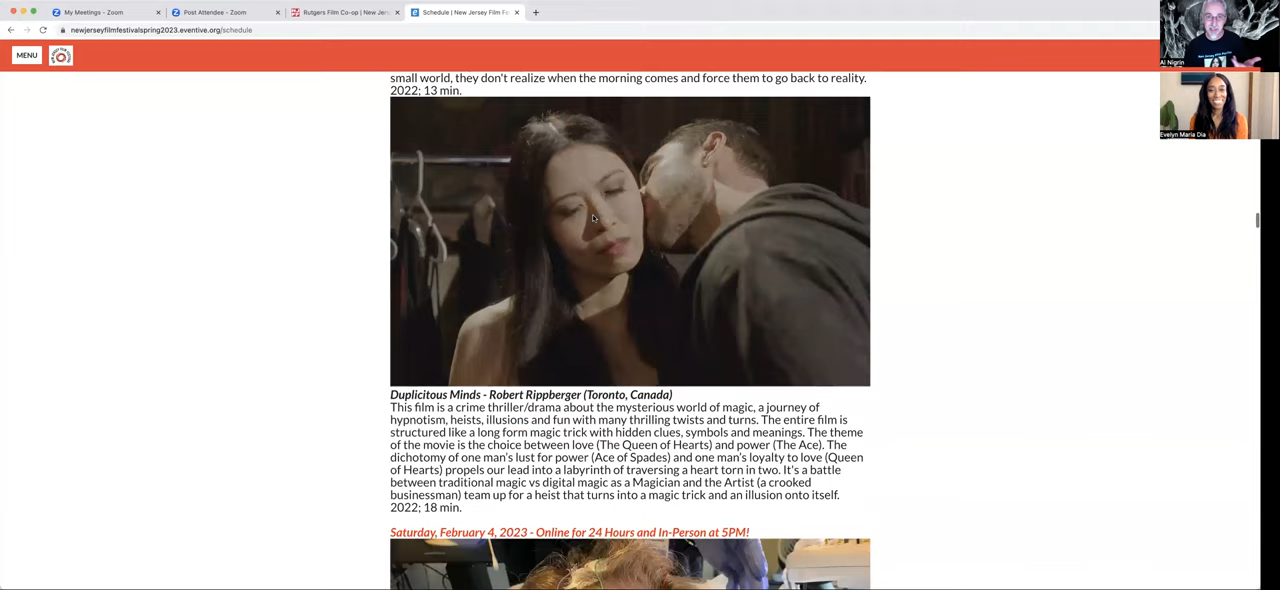 My Meetings - Zoom
Post Attendee - Zoom
Rutgers Film Co-op | New Jers
Schedule | New Jersey Film Fe
newjerseyfilmfestivalspring2023.eventive.org/schedule
MENU
small world, they don't realize when the morning comes and force them to go back to reality.
2022; 13 min.
Al Nigrin
Evelyn Maria Dia
Duplicitous Minds - Robert Rippberger (Toronto, Canada)
This film is a crime thriller/drama about the mysterious world of magic, a journey of
hypnotism, heists, illusions and fun with many thrilling twists and turns. The entire film is
structured like a long form magic trick with hidden clues, symbols and meanings. The theme
of the movie is the choice between love (The Queen of Hearts) and power (The Ace). The
dichotomy of one man's lust for power (Ace of Spades) and one man's loyalty to love (Queen
of Hearts) propels our lead into a labyrinth of traversing a heart torn in two. It's a battle
between traditional magic vs digital magic as a Magician and the Artist (a crooked
businessman) team up for a heist that turns into a magic trick and an illusion onto itself.
2022; 18 min.
Saturday, February 4, 2023 - Online for 24 Hours and In-Person at 5PM!